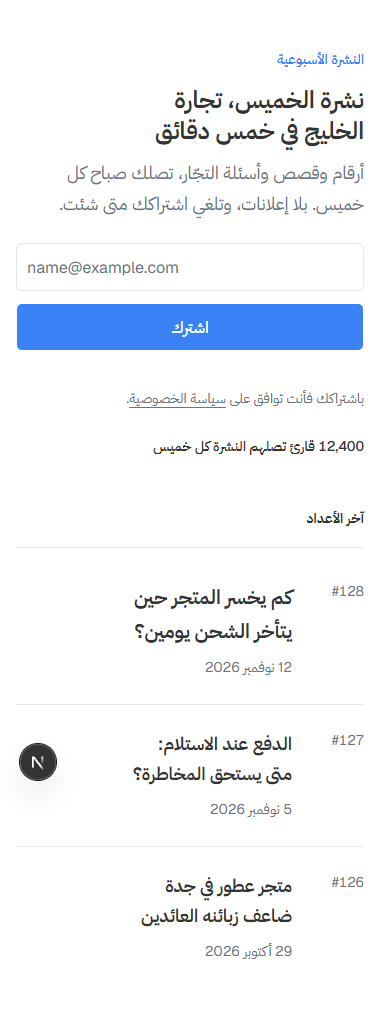 النشرة الأسبوعية
نشرة الخميس، تجارة
الخليج في خمس دقائق
أرقام وقصص وأسئلة التجّار، تصلك صباح كل
خميس. بلا إعلانات، وتلغي اشتراكك متى شئت.
name@example.com
اشترك
باشتراكك فأنت توافق على سياسة الخصوصية.
12,400 قارئ تصلهم النشرة كل خميس
آخر الأعداد
#128
كم يخسر المتجر حين
يتأخر الشحن يومين؟
12 نوفمبر 2026
#127
الدفع عند الاستلام:
متى يستحق المخاطرة؟
5 نوفمبر 2026
N
#126
متجر عطور في جدة
ضاعف زبائنه العائدين
29 أكتوبر 2026